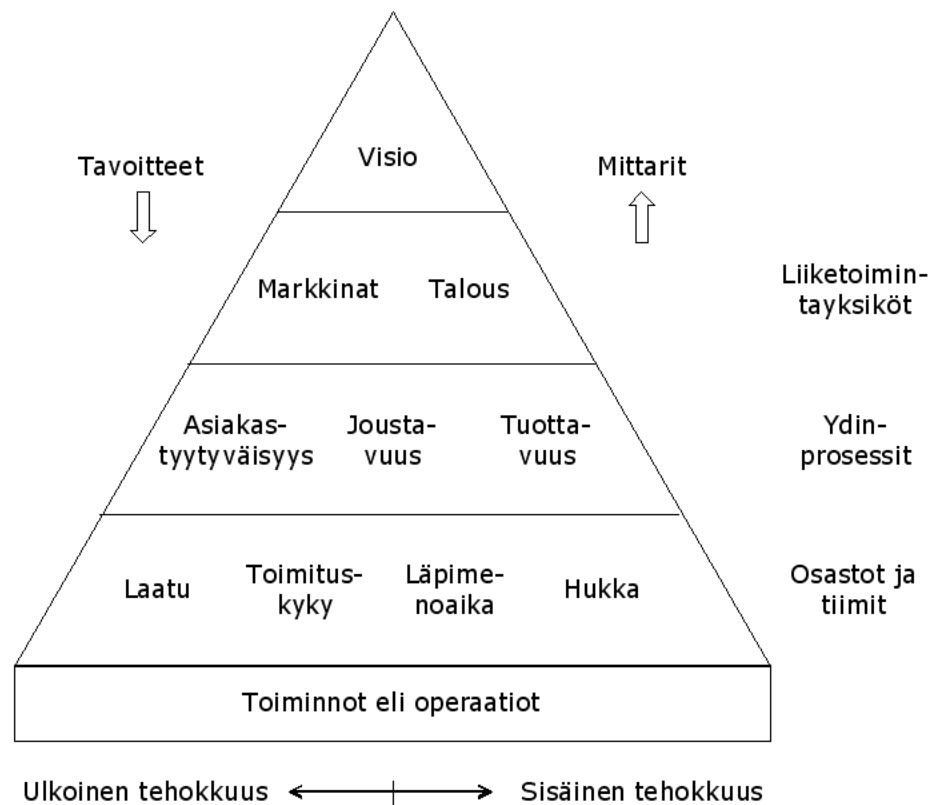 Visio
Tavoitteet
Mittarit
Markkinat
Talous
Liiketoimin-
tayksiköt
Asiakas-
tyytyväisyys
Jousta-
vuus
Tuotta-
vuus
Ydin-
prosessit
Laatu
Toimitus-
kyky
Läpime-
noaika
Hukka
Osastot ja
tiimit
Toiminnot eli operaatiot
Ulkoinen tehokkuus
Sisäinen tehokkuus